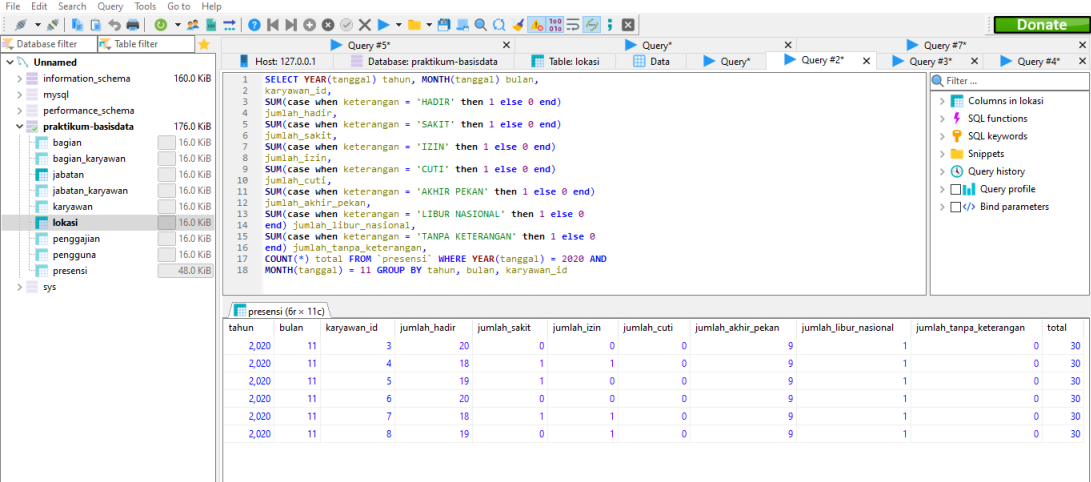 File Edit Search Query Tools Go to Help
Donate
Database filter Table filter
Query #5* Query* Query #7*
Host: 127.0.0.1 Database: praktikum-basisdata Table: lokasi Data Query* Query #2* Query #3* Query #4*
Unnamed
information_schema 160.0 KiB
mysql
performance_schema
praktikum-basisdata 176.0 KiB
bagian 16.0 KiB
bagian_karyawan 16.0 KiB
jabatan 16.0 KiB
jabatan_karyawan 16.0 KiB
karyawan 16.0 KiB
lokasi 16.0 KiB
penggajian 16.0 KiB
pengguna 16.0 KiB
presensi 48.0 KiB
sys
1 SELECT YEAR(tanggal) tahun, MONTH(tanggal) bulan,
2 karyawan_id,
3 SUM(case when keterangan = 'HADIR' then 1 else 0 end)
4 jumlah_hadir,
5 SUM(case when keterangan = 'SAKIT' then 1 else 0 end)
6 jumlah_sakit,
7 SUM(case when keterangan = 'IZIN' then 1 else 0 end)
8 jumlah_izin,
9 SUM(case when keterangan = 'CUTI' then 1 else 0 end)
10 jumlah_cuti,
11 SUM(case when keterangan = 'AKHIR PEKAN' then 1 else 0 end)
12 jumlah_akhir_pekan,
13 SUM(case when keterangan = 'LIBUR NASIONAL' then 1 else 0
14 end) jumlah_libur_nasional,
15 SUM(case when keterangan = 'TANPA KETERANGAN' then 1 else 0
16 end) jumlah_tanpa_keterangan,
17 COUNT(*) total FROM `presensi` WHERE YEAR(tanggal) = 2020 AND
18 MONTH(tanggal) = 11 GROUP BY tahun, bulan, karyawan_id
Filter ...
Columns in lokasi
SQL functions
SQL keywords
Snippets
Query history
Query profile
Bind parameters
presensi (6r × 11c)
tahun bulan karyawan_id jumlah_hadir jumlah_sakit jumlah_izin jumlah_cuti jumlah_akhir_pekan jumlah_libur_nasional jumlah_tanpa_keterangan total
2,020 11 3 20 0 0 0 9 1 0 30
2,020 11 4 18 1 1 0 9 1 0 30
2,020 11 5 19 1 0 0 9 1 0 30
2,020 11 6 20 0 0 0 9 1 0 30
2,020 11 7 18 1 1 0 9 1 0 30
2,020 11 8 19 0 1 0 9 1 0 30